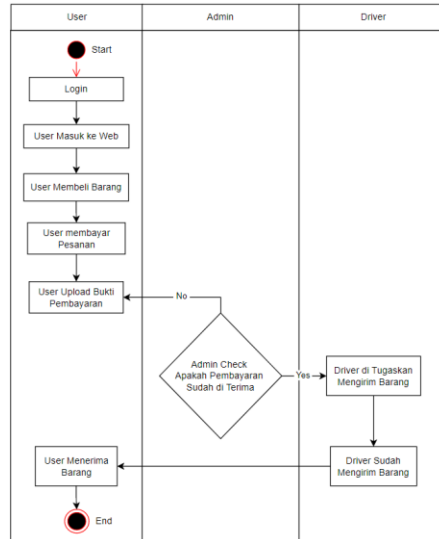 User
Admin
Driver
Start
Login
User Masuk ke Web
User Membeli Barang
User membayar
Pesanan
User Upload Bukti
Pembayaran
No
Admin Check
Apakah Pembayaran
Sudah di Terima
Yes
Driver di Tugaskan
Mengirim Barang
Driver Sudah
Mengirim Barang
User Menerima
Barang
End